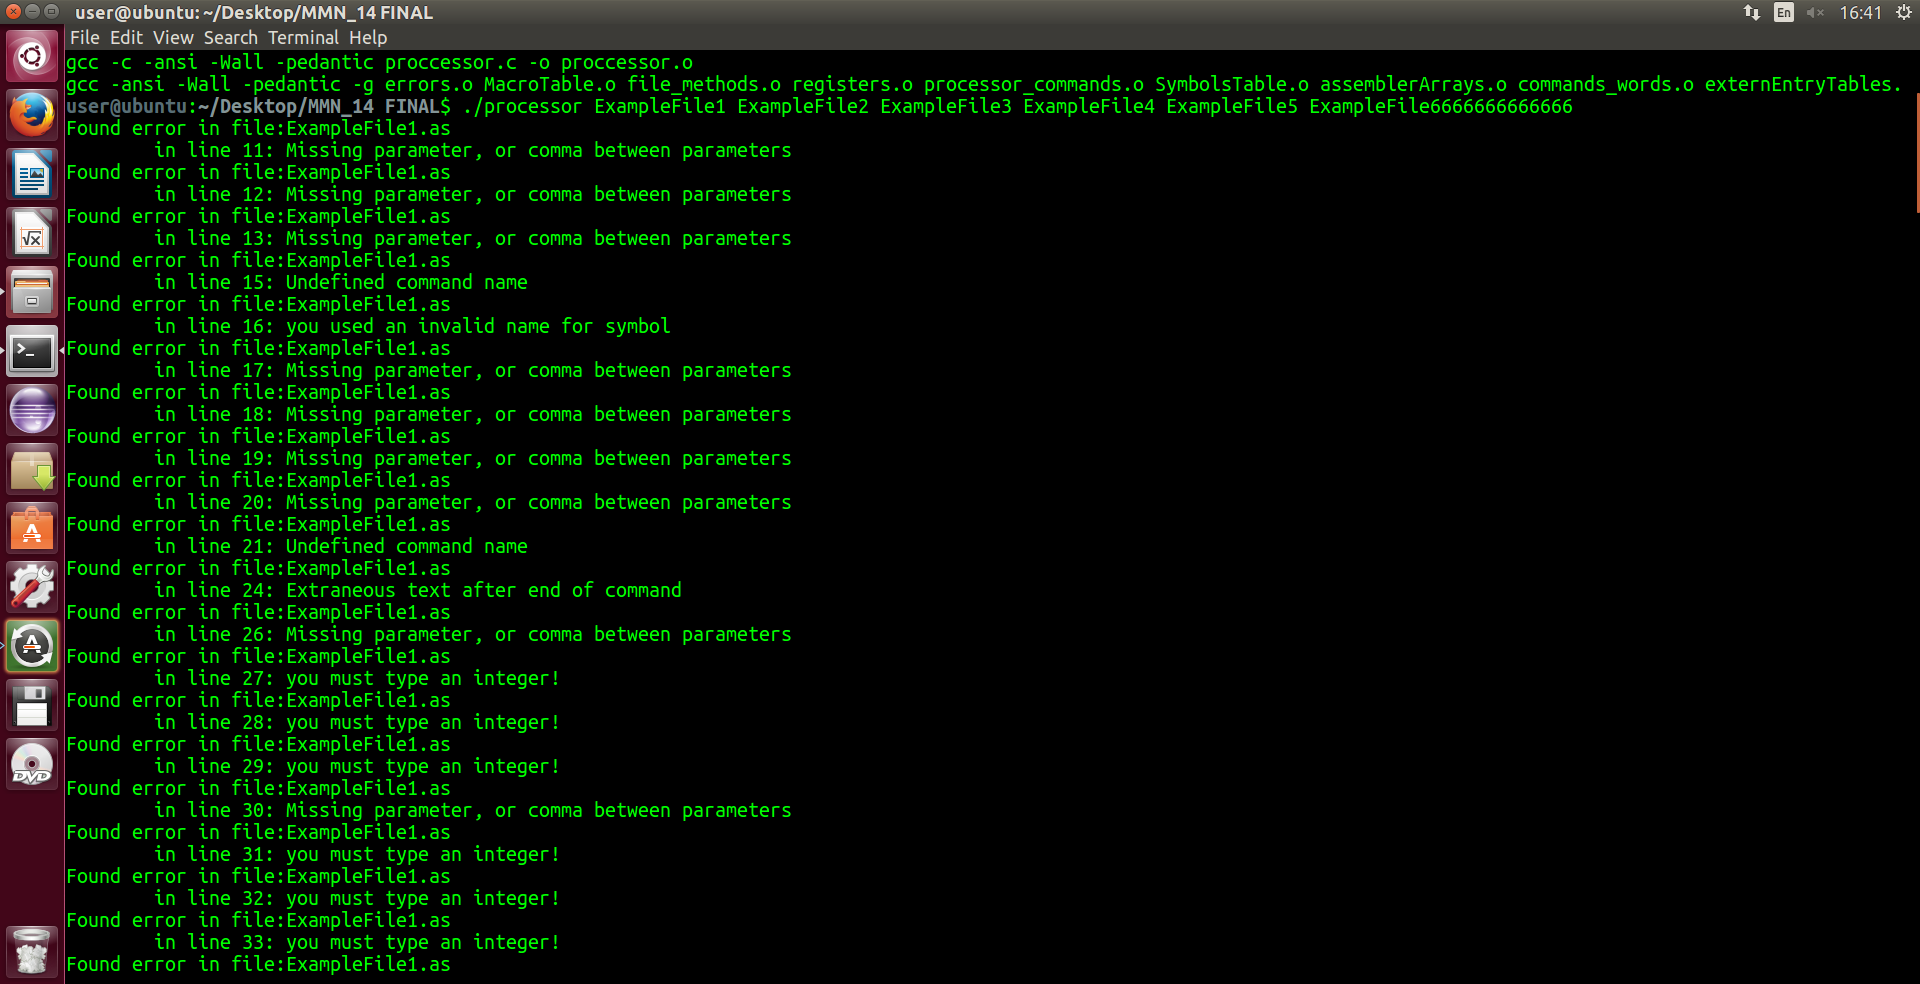 user@ubuntu: ~/Desktop/MMN_14 FINAL
En
16:41
File Edit View Search Terminal Help
gcc -c -ansi -Wall -pedantic proccessor.c -o proccessor.o
gcc -ansi -Wall -pedantic -g errors.o MacroTable.o file_methods.o registers.o processor_commands.o SymbolsTable.o assemblerArrays.o commands_words.o externEntryTables.
user@ubuntu:~/Desktop/MMN_14 FINAL$ ./processor ExampleFile1 ExampleFile2 ExampleFile3 ExampleFile4 ExampleFile5 ExampleFile6666666666666
Found error in file:ExampleFile1.as
in line 11: Missing parameter, or comma between parameters
Found error in file:ExampleFile1.as
in line 12: Missing parameter, or comma between parameters
Found error in file:ExampleFile1.as
in line 13: Missing parameter, or comma between parameters
Found error in file:ExampleFile1.as
in line 15: Undefined command name
Found error in file:ExampleFile1.as
in line 16: you used an invalid name for symbol
Found error in file:ExampleFile1.as
in line 17: Missing parameter, or comma between parameters
Found error in file:ExampleFile1.as
in line 18: Missing parameter, or comma between parameters
Found error in file:ExampleFile1.as
in line 19: Missing parameter, or comma between parameters
Found error in file:ExampleFile1.as
in line 20: Missing parameter, or comma between parameters
Found error in file:ExampleFile1.as
in line 21: Undefined command name
Found error in file:ExampleFile1.as
in line 24: Extraneous text after end of command
Found error in file:ExampleFile1.as
in line 26: Missing parameter, or comma between parameters
Found error in file:ExampleFile1.as
in line 27: you must type an integer!
Found error in file:ExampleFile1.as
in line 28: you must type an integer!
Found error in file:ExampleFile1.as
in line 29: you must type an integer!
Found error in file:ExampleFile1.as
in line 30: Missing parameter, or comma between parameters
Found error in file:ExampleFile1.as
in line 31: you must type an integer!
Found error in file:ExampleFile1.as
in line 32: you must type an integer!
Found error in file:ExampleFile1.as
in line 33: you must type an integer!
Found error in file:ExampleFile1.as
DVD